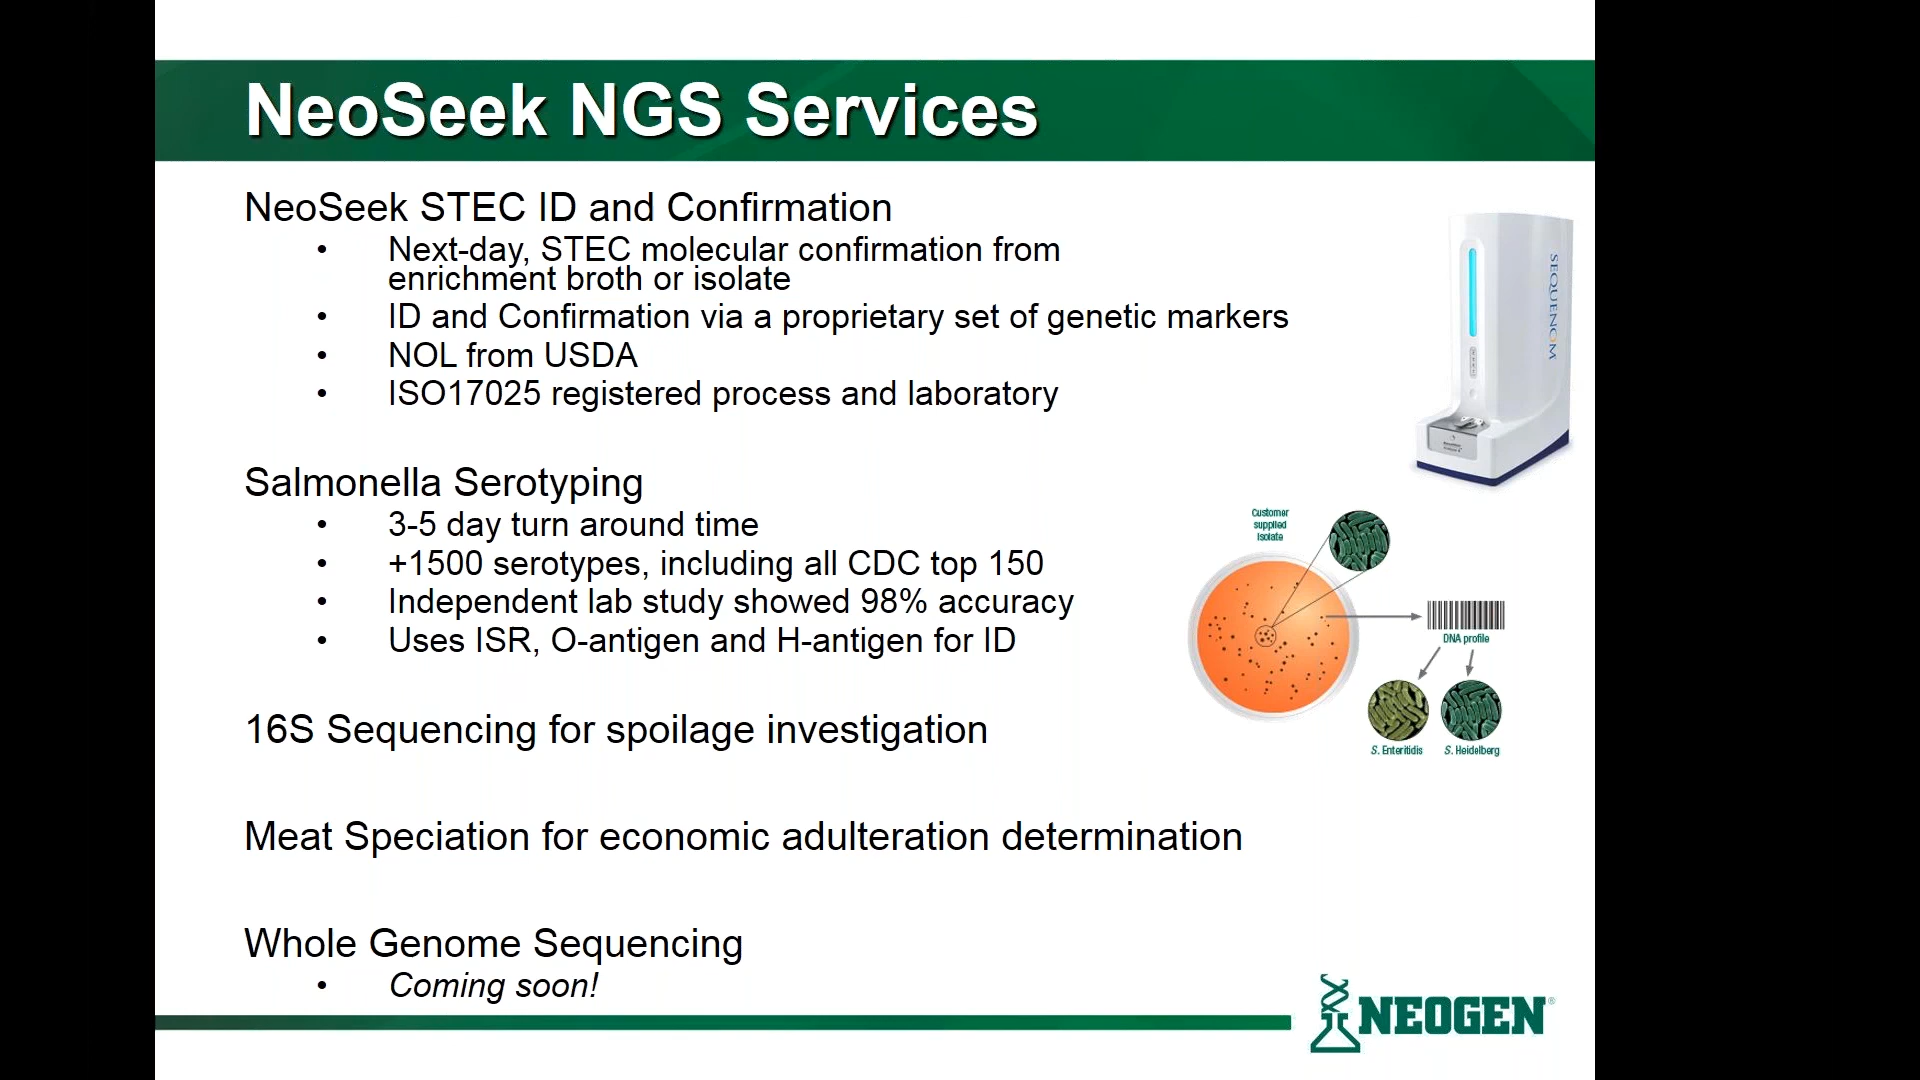 NeoSeek NGS Services
NeoSeek STEC ID and Confirmation
• Next-day, STEC molecular confirmation from
enrichment broth or isolate
• ID and Confirmation via a proprietary set of genetic markers
• NOL from USDA
• ISO17025 registered process and laboratory
SEQUENOM
Salmonella Serotyping
• 3-5 day turn around time
• +1500 serotypes, including all CDC top 150
• Independent lab study showed 98% accuracy
• Uses ISR, O-antigen and H-antigen for ID
Customer
supplied
isolate
DNA profile
S. Enteritidis
S. Heidelberg
16S Sequencing for spoilage investigation
Meat Speciation for economic adulteration determination
Whole Genome Sequencing
• Coming soon!
NEOGEN®